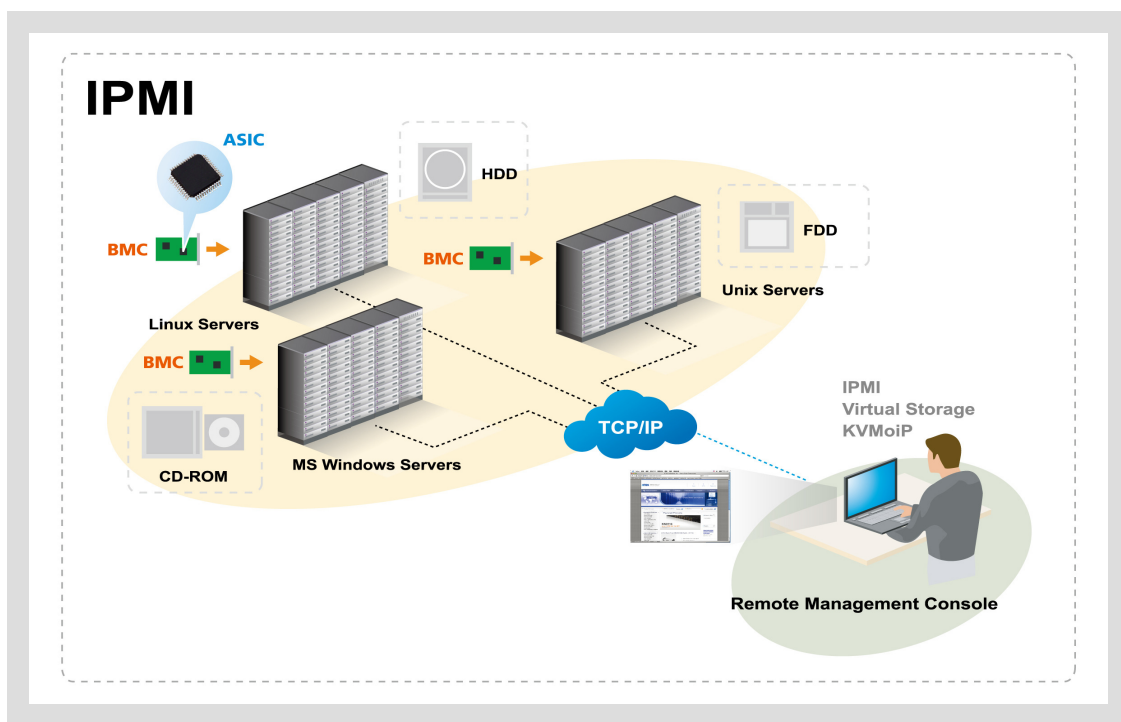 IPMI
ASIC
HDD
FDD
BMC
BMC
Unix Servers
Linux Servers
BMC
IPMI
Virtual Storage
KVMoiP
TCP/IP
MS Windows Servers
CD-ROM
Remote Management Console